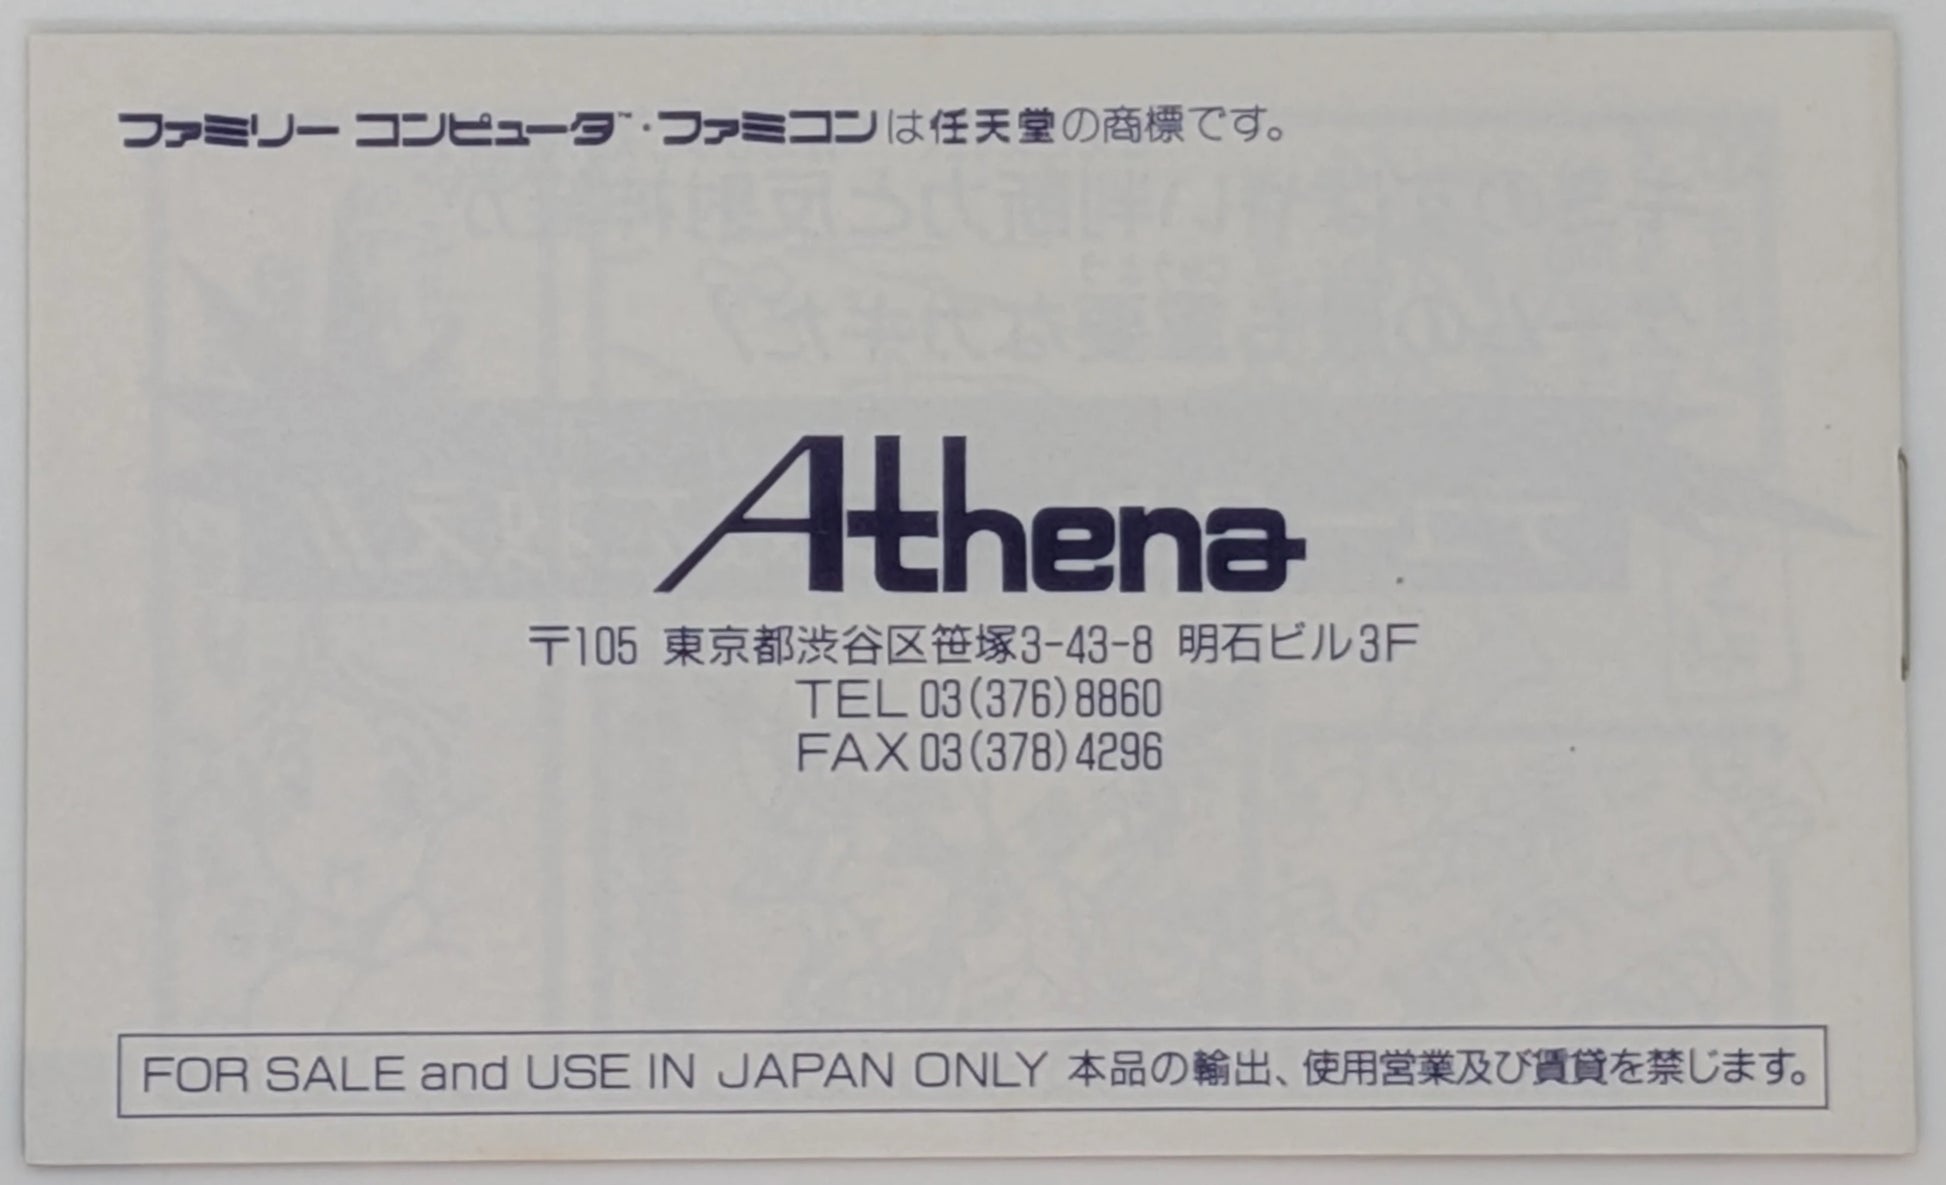 ファミリー コンピュータ™・ファミコンは任天堂の商標です。
Athena
〒105 東京都渋谷区笹塚3-43-8 明石ビル3F
TEL 03(376)8860
FAX 03(378)4296
FOR SALE and USE IN JAPAN ONLY 本品の輸出、使用営業及び賃貸を禁じます。